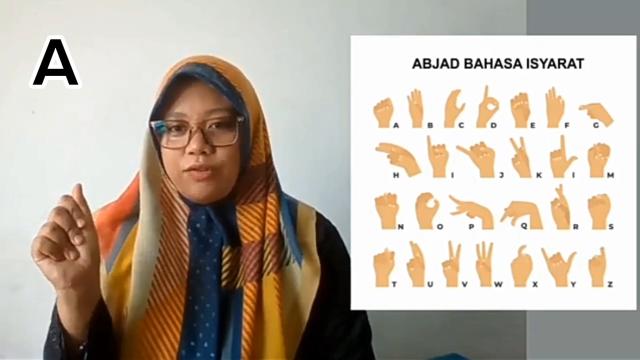 A
ABJAD BAHASA ISYARAT
A B C D E F G
H I J K I M
N O P Q R S
T U V W X Y Z